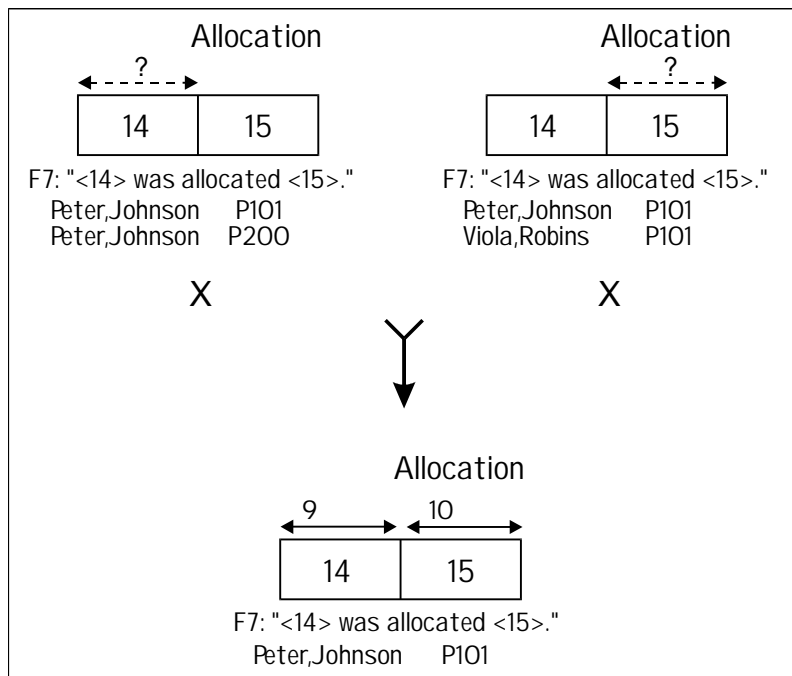 Allocation Allocation
? ?
14 15 14 15
F7: "<14> was allocated <15>." F7: "<14> was allocated <15>."
Peter,Johnson P101 Peter,Johnson P101
Peter,Johnson P200 Viola,Robins P101
X X
Allocation
9 10
14 15
F7: "<14> was allocated <15>."
Peter,Johnson P101